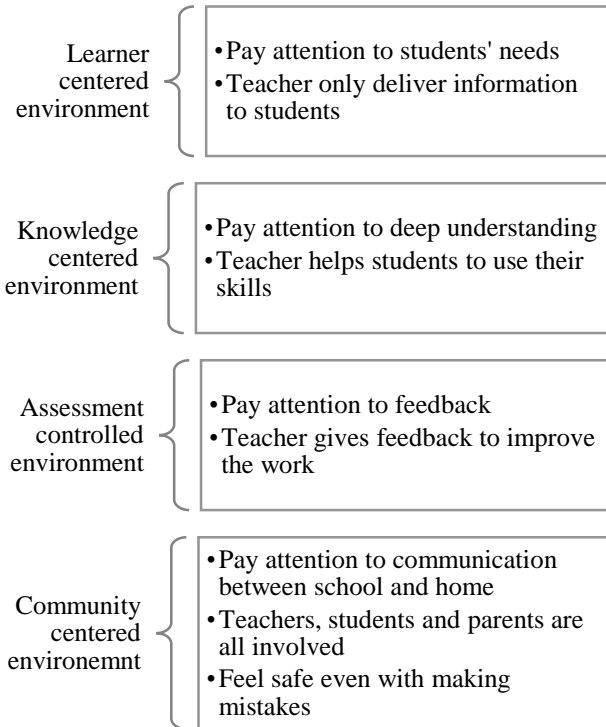 Learner
centered
environment
•Pay attention to students' needs
•Teacher only deliver information
to students
Knowledge
centered
environment
•Pay attention to deep understanding
•Teacher helps students to use their
skills
Assessment
controlled
environment
•Pay attention to feedback
•Teacher gives feedback to improve
the work
Community
centered
environemnt
•Pay attention to communication
between school and home
•Teachers, students and parents are
all involved
•Feel safe even with making
mistakes